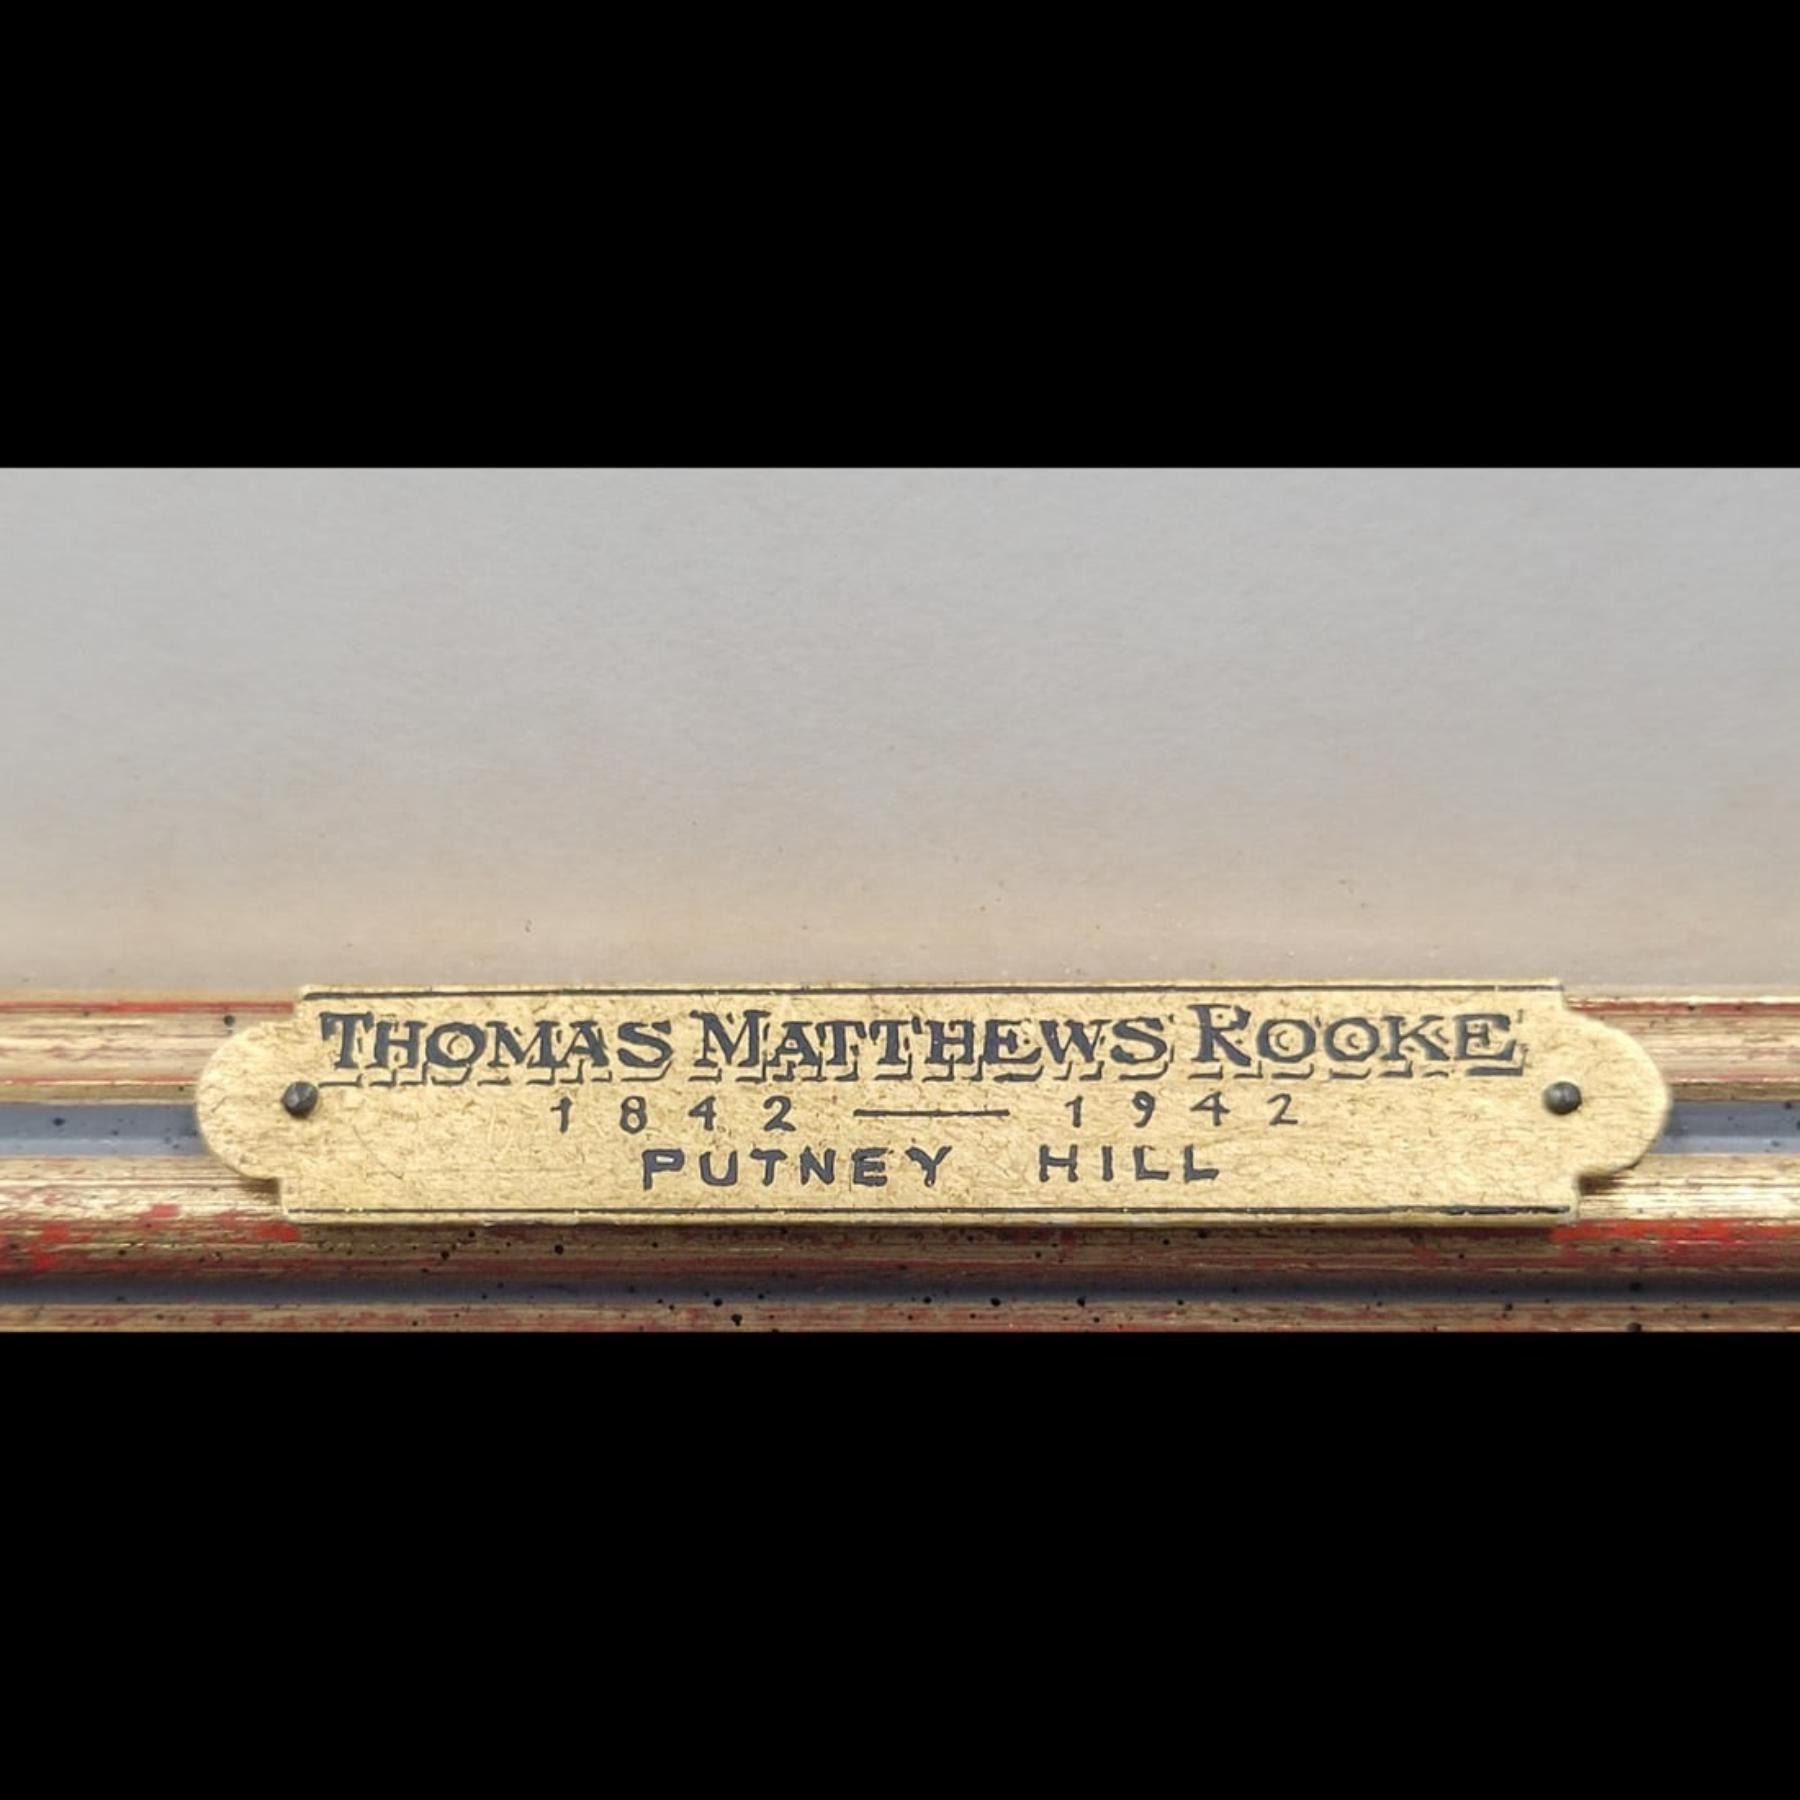 THOMAS MATTHEWS ROOKE
1842 — 1942
PUTNEY HILL